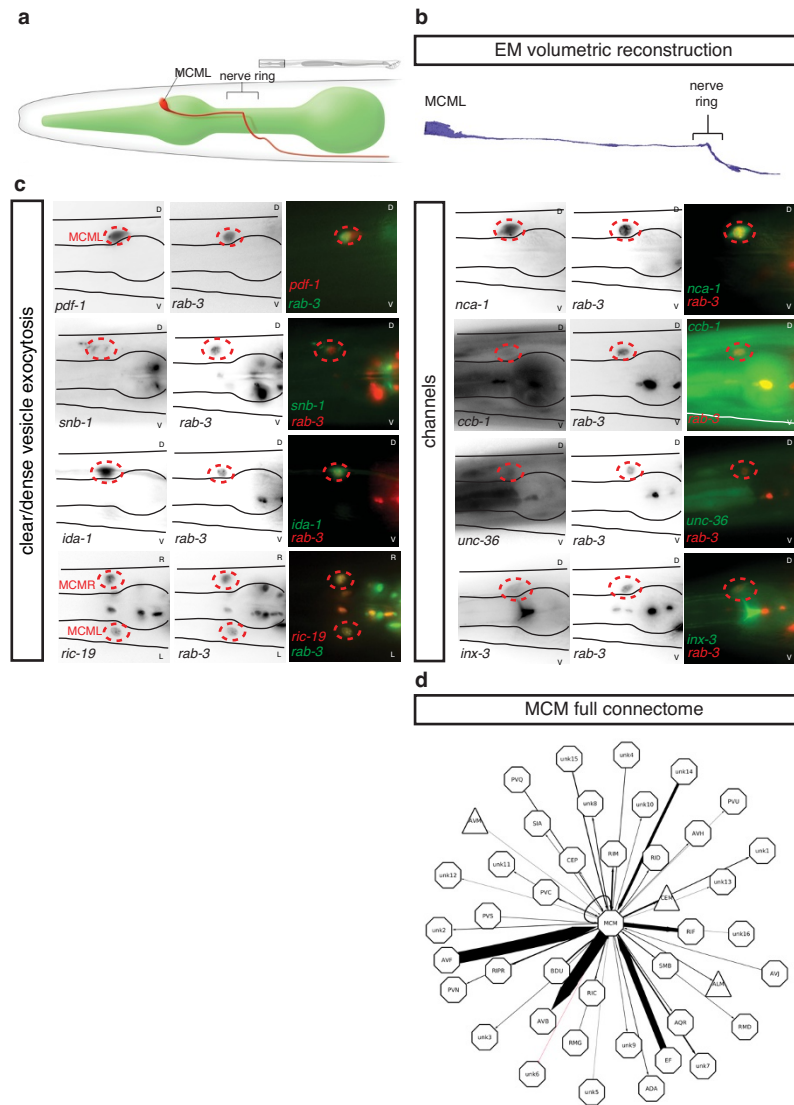 a
MCML
nerve ring
b
EM volumetric reconstruction
MCML
nerve
ring
c
clear/dense vesicle exocytosis
D
D
D
MCML
pdf-1
rab-3
pdf-1
rab-3
V
V
V
D
D
D
snb-1
rab-3
snb-1
rab-3
V
V
V
D
D
D
ida-1
rab-3
ida-1
rab-3
V
V
V
R
R
R
MCMR
MCML
ric-19
rab-3
ric-19
rab-3
L
L
L
channels
D
D
D
nca-1
rab-3
nca-1
rab-3
V
V
V
D
D
D
ccb-1
ccb-1
rab-3
rab-3
V
V
V
D
D
D
unc-36
rab-3
unc-36
rab-3
V
V
V
D
D
D
inx-3
rab-3
inx-3
rab-3
V
V
V
d
MCM full connectome
unk15
unk4
unk14
PVQ
unk8
unk10
PVU
AVM
SIA
AVH
unk1
CEP
RIM
RID
unk11
unk13
unk12
PVC
CEM
PVS
MCM
unk2
RIF
unk16
AVF
RIPR
BDU
SMB
AVJ
PVN
RIC
ALM
AVB
AQR
RMD
unk3
RMG
unk9
EF
unk7
unk6
unk5
ADA